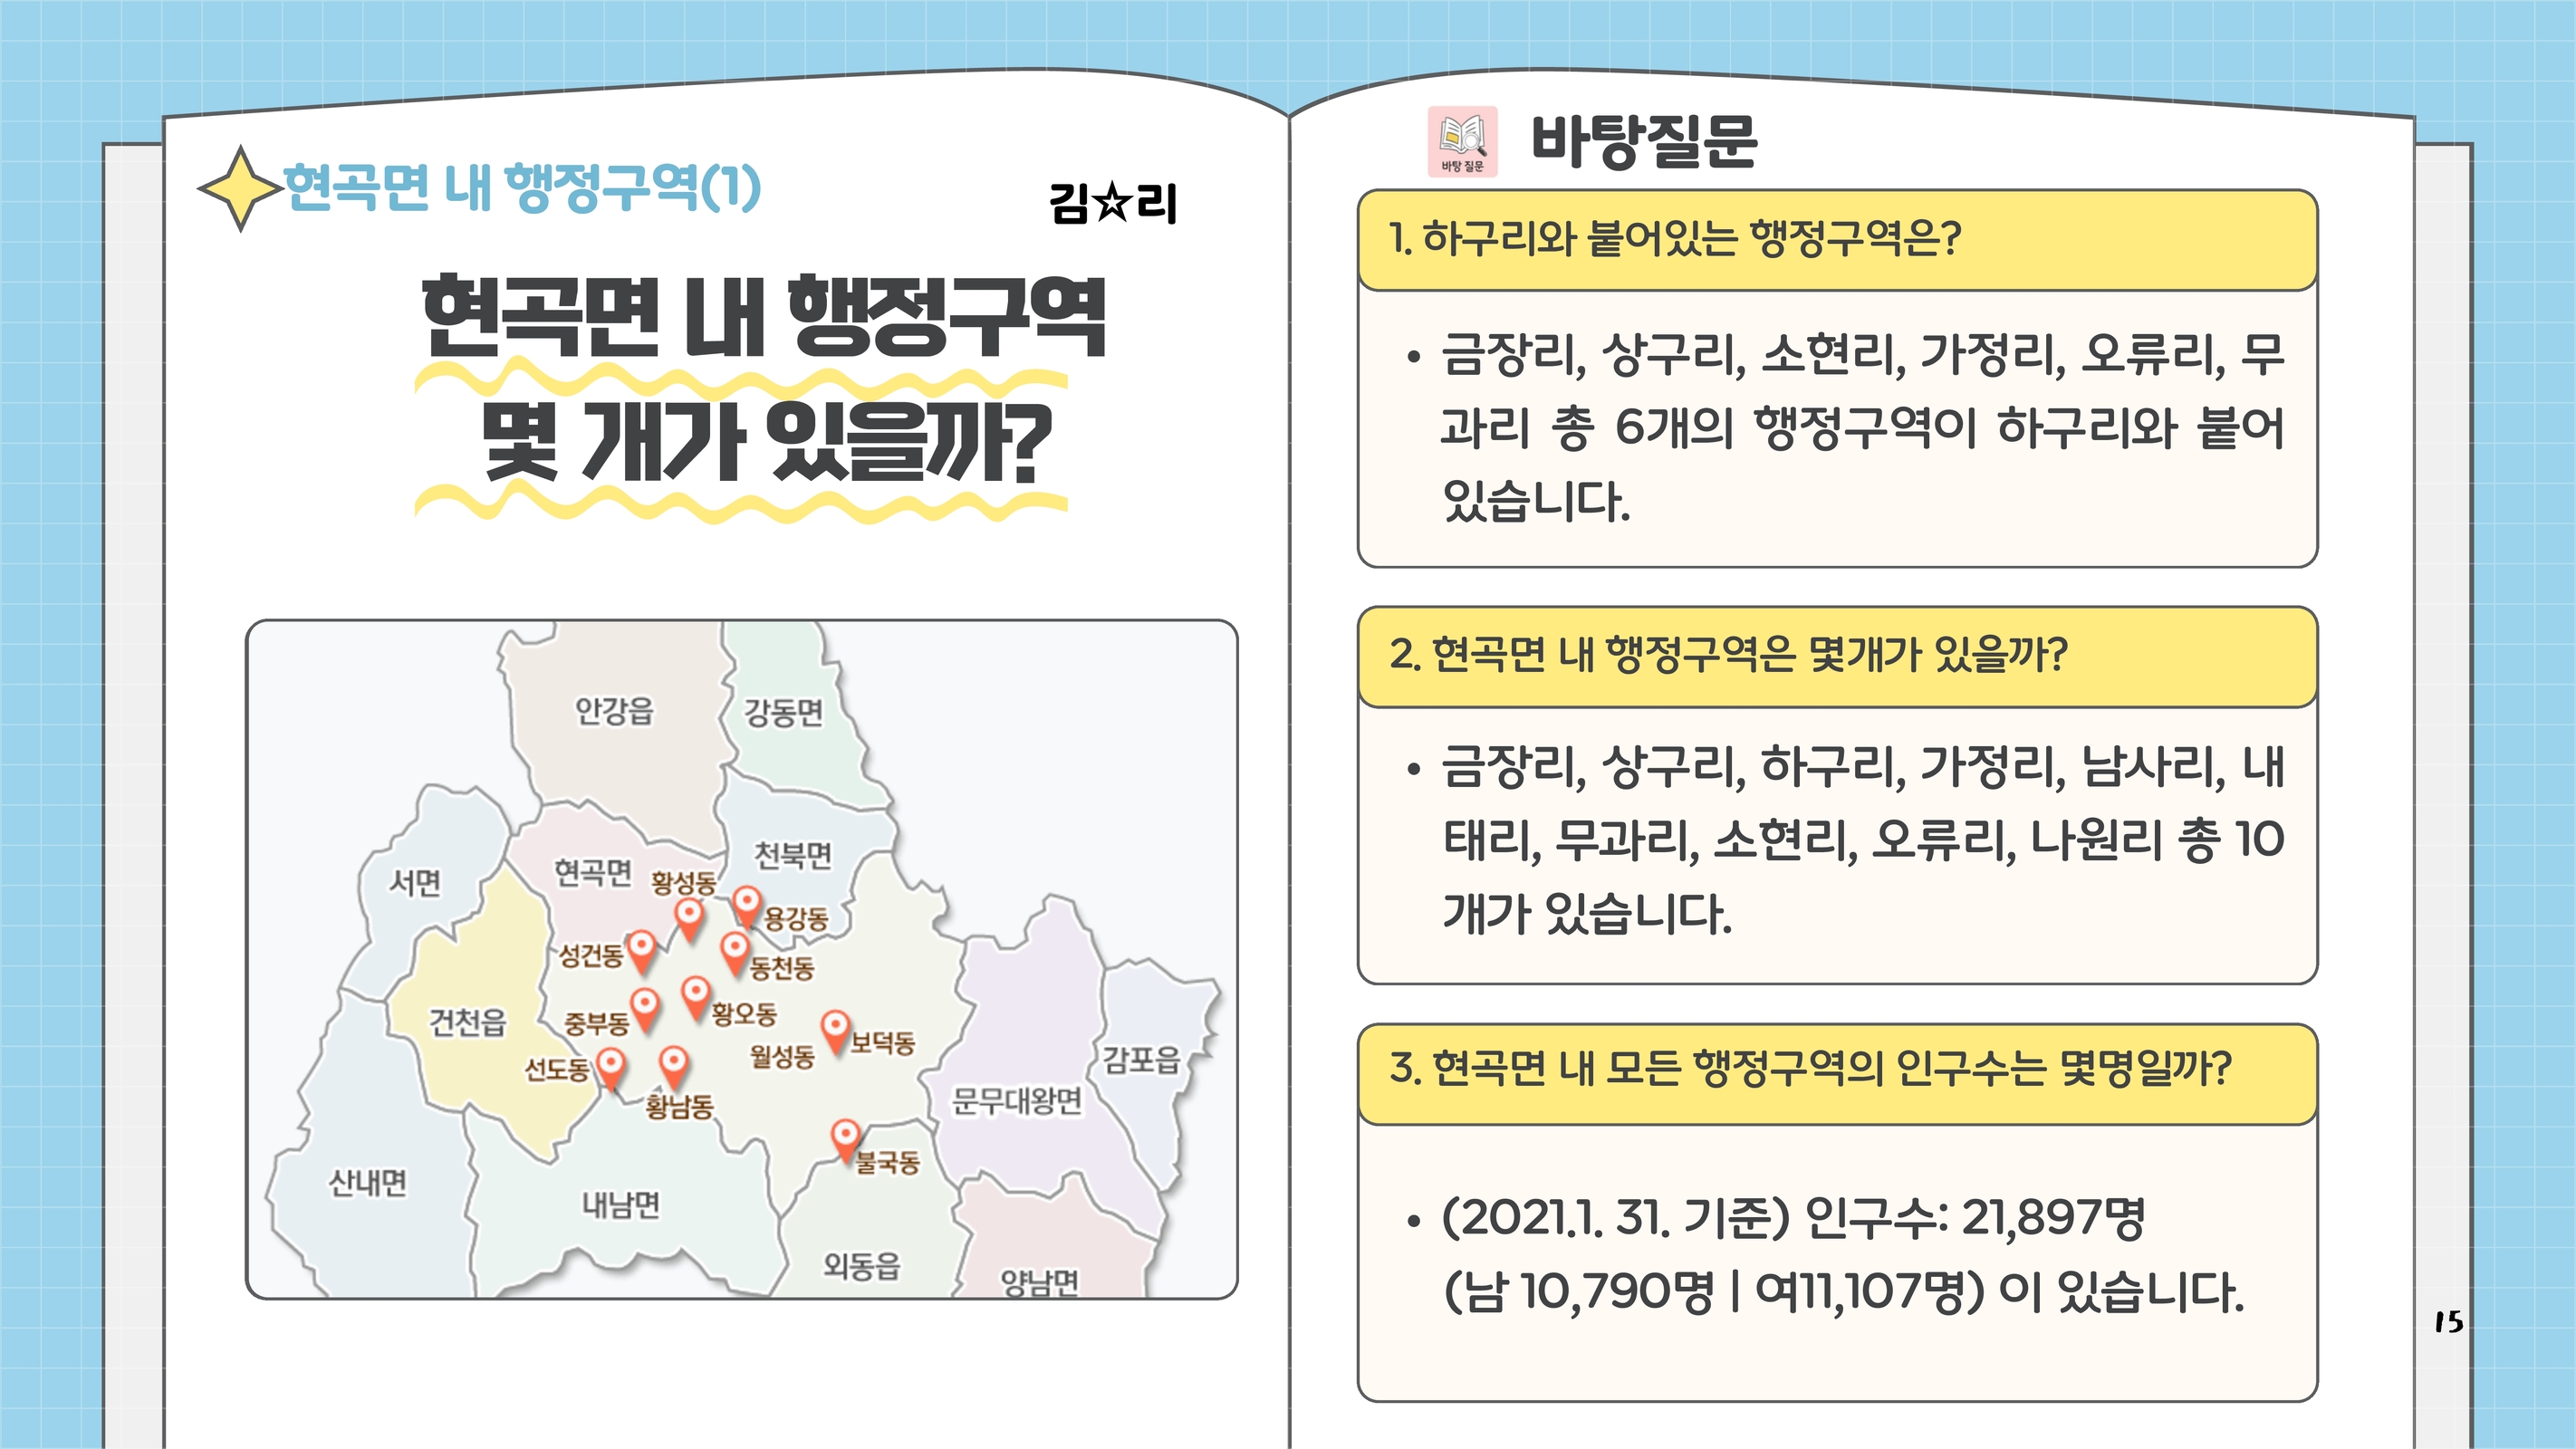 현곡면 내 행정구역(1)
김☆리
현곡면 내 행정구역
몇 개가 있을까?
안강읍
강동면
서면
현곡면
천북면
황성동
용강동
성건동
동천동
건천읍
중부동
황오동
보덕동
월성동
선도동
감포읍
황남동
문무대왕면
불국동
산내면
내남면
외동읍
양남면
바탕 질문
바탕질문
1. 하구리와 붙어있는 행정구역은?
• 금장리, 상구리, 소현리, 가정리, 오류리, 무
과리 총 6개의 행정구역이 하구리와 붙어
있습니다.
2. 현곡면 내 행정구역은 몇개가 있을까?
• 금장리, 상구리, 하구리, 가정리, 남사리, 내
태리, 무과리, 소현리, 오류리, 나원리 총 10
개가 있습니다.
3. 현곡면 내 모든 행정구역의 인구수는 몇명일까?
• (2021.1. 31. 기준) 인구수: 21,897명
(남 10,790명 | 여11,107명) 이 있습니다.
15